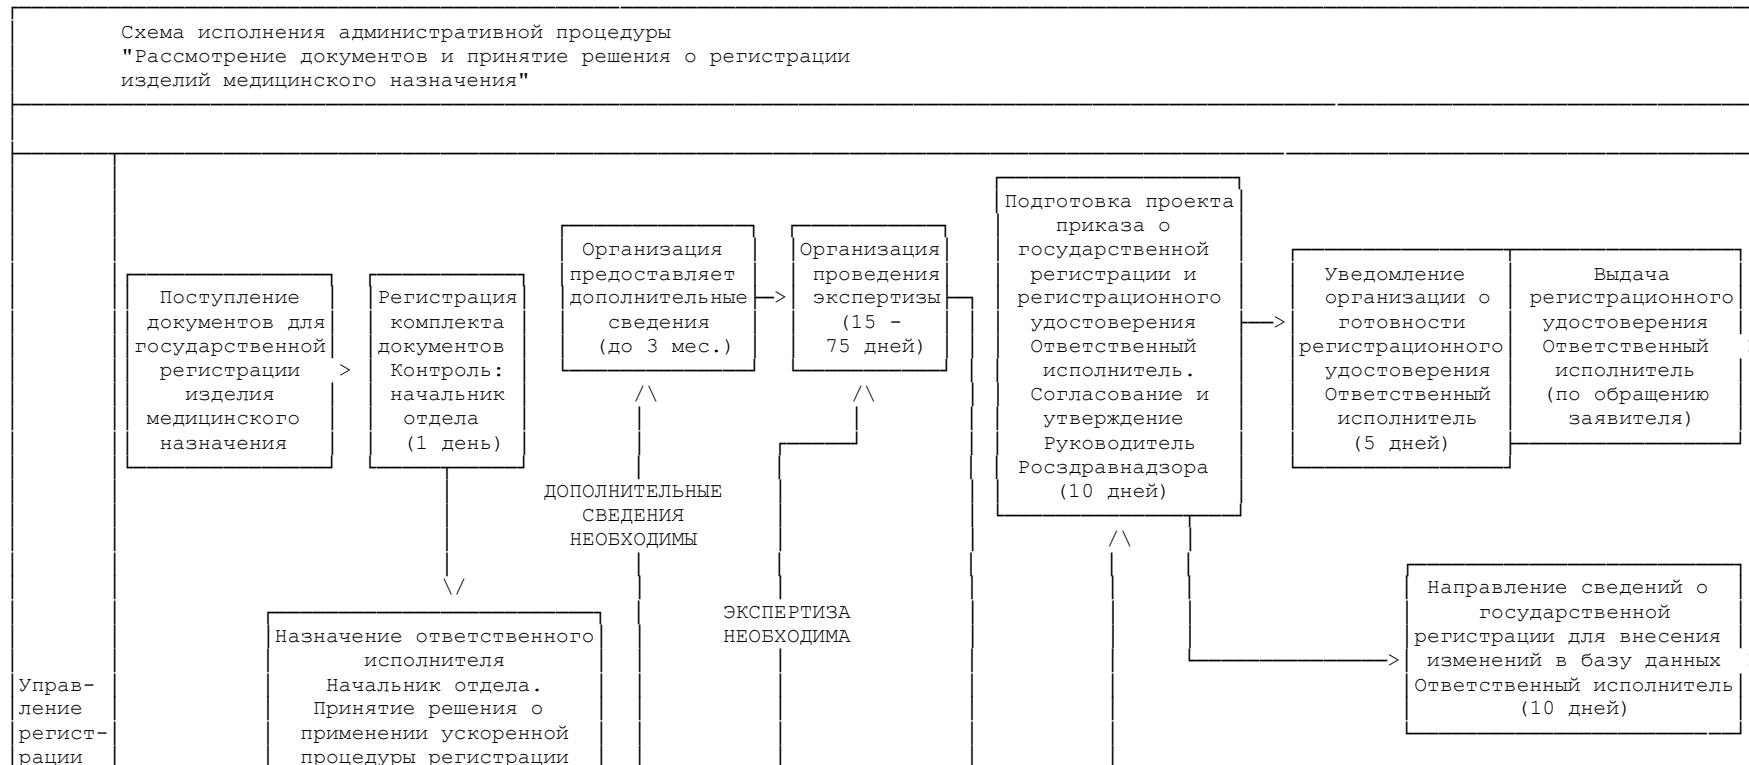 Схема исполнения административной процедуры
"Рассмотрение документов и принятие решения о регистрации
изделий медицинского назначения"
Поступление
документов для
государственной
регистрации
изделия
медицинского
назначения
>
Регистрация
комплекта
документов
Контроль:
начальник
отдела
(1 день)
\/
Организация
предоставляет
дополнительные
сведения
(до 3 мес.)
>
/\
ДОПОЛНИТЕЛЬНЫЕ
СВЕДЕНИЯ
НЕОБХОДИМЫ
Организация
проведения
экспертизы
(15 -
75 дней)
/\
ЭКСПЕРТИЗА
НЕОБХОДИМА
Подготовка проекта
приказа о
государственной
регистрации и
регистрационного
удостоверения
Ответственный
исполнитель.
Согласование и
утверждение
Руководитель
Росздравнадзора
(10 дней)
/\
>
Уведомление
организации о
готовности
регистрационного
удостоверения
Ответственный
исполнитель
(5 дней)
Выдача
регистрационного
удостоверения
Ответственный
исполнитель
(по обращению
заявителя)
>
Направление сведений о
государственной
регистрации для внесения
изменений в базу данных
Ответственный исполнитель
(10 дней)
Назначение ответственного
исполнителя
Начальник отдела.
Принятие решения о
применении ускоренной
процедуры регистрации
Управ-
ление
регист-
рации